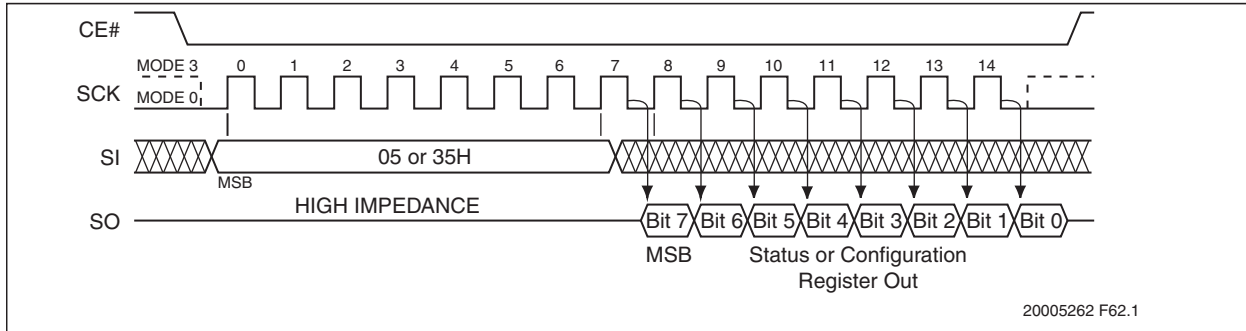 CE#
MODE 3 0 1 2 3 4 5 6 7 8 9 10 11 12 13 14
SCK
MODE 0
SI 05 or 35H
MSB
HIGH IMPEDANCE
SO Bit 7 Bit 6 Bit 5 Bit 4 Bit 3 Bit 2 Bit 1 Bit 0
MSB Status or Configuration
Register Out
20005262 F62.1